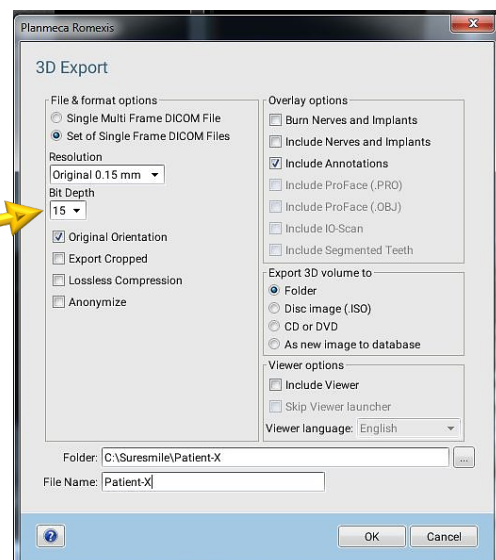 Planmeca Romexis
3D Export
File & format options
Single Multi Frame DICOM File
Set of Single Frame DICOM Files
Resolution
Original 0.15 mm
Bit Depth
15
Original Orientation
Export Cropped
Lossless Compression
Anonymize
Overlay options
Burn Nerves and Implants
Include Nerves and Implants
Include Annotations
Include ProFace (.PRO)
Include ProFace (.OBJ)
Include IO-Scan
Include Segmented Teeth
Export 3D volume to
Folder
Disc image (.ISO)
CD or DVD
As new image to database
Viewer options
Include Viewer
Skip Viewer launcher
Viewer language: English
Folder: C:\Suresmile\Patient-X ...
File Name: Patient-X
? OK Cancel